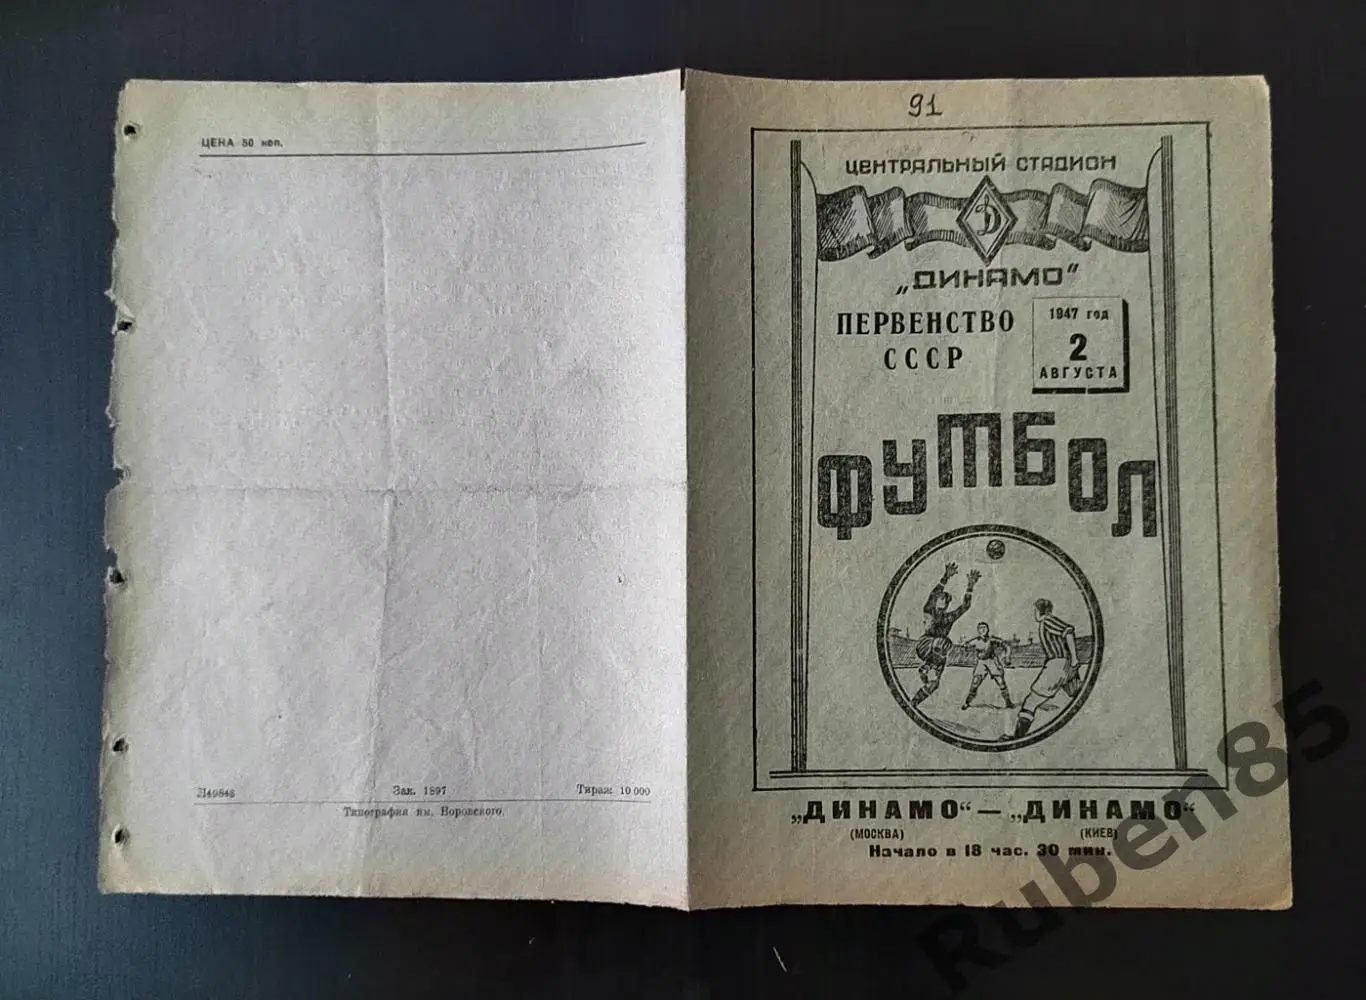 ЦЕНА 50 коп.
Л49848
Зак. 1897
Тираж 10 000
Типография им. Воровского.
91
ЦЕНТРАЛЬНЫЙ СТАДИОН
Д
„ДИНАМО"
ПЕРВЕНСТВО
СССР
1947 год
2
АВГУСТА
ФУТБОЛ
„ДИНАМО" — „ДИНАМО"
(МОСКВА) (КИЕВ)
Начало в 18 час. 30 мин.
Ruben85